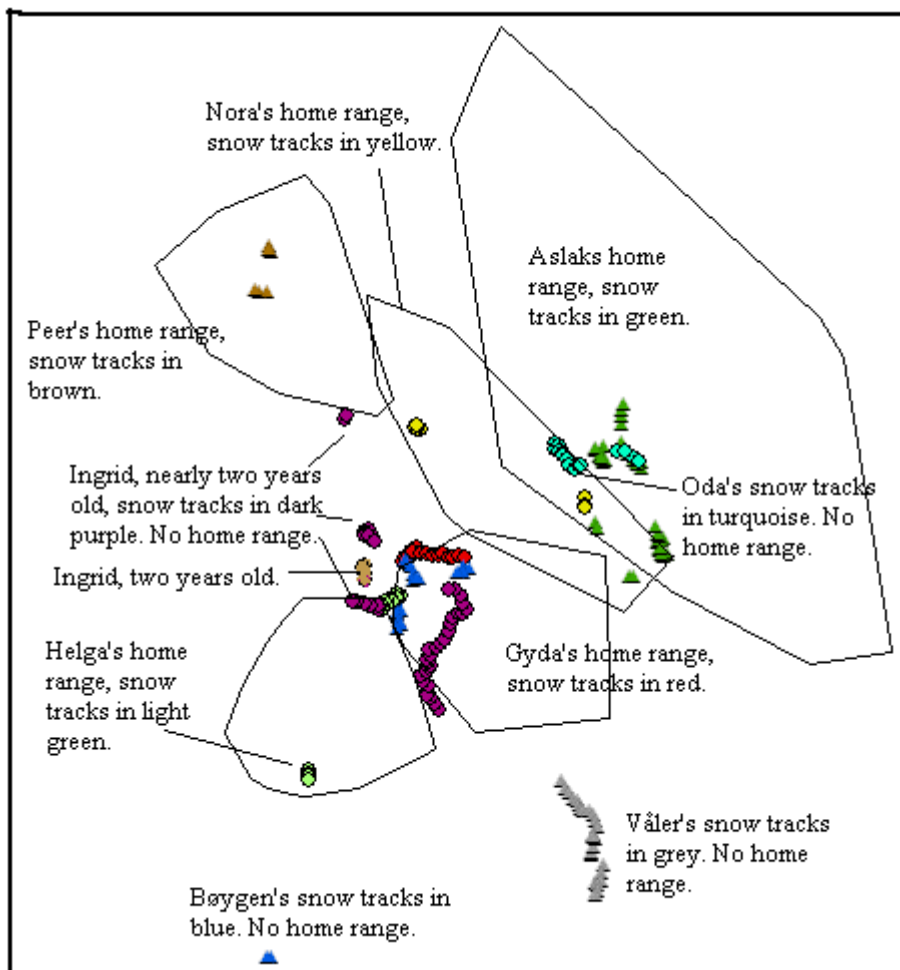 Nora's home range,
snow tracks in yellow.
Aslaks home
range, snow
tracks in green.
Peer's home range,
snow tracks in
brown.
Ingrid, nearly two years
old, snow tracks in dark
purple. No home range.
Oda's snow tracks
in turquoise. No
home range.
Ingrid, two years old.
Helga's home
range, snow
tracks in light
green.
Gyda's home range,
snow tracks in red.
Våler's snow tracks
in grey. No home
range.
Bøygen's snow tracks in
blue. No home range.